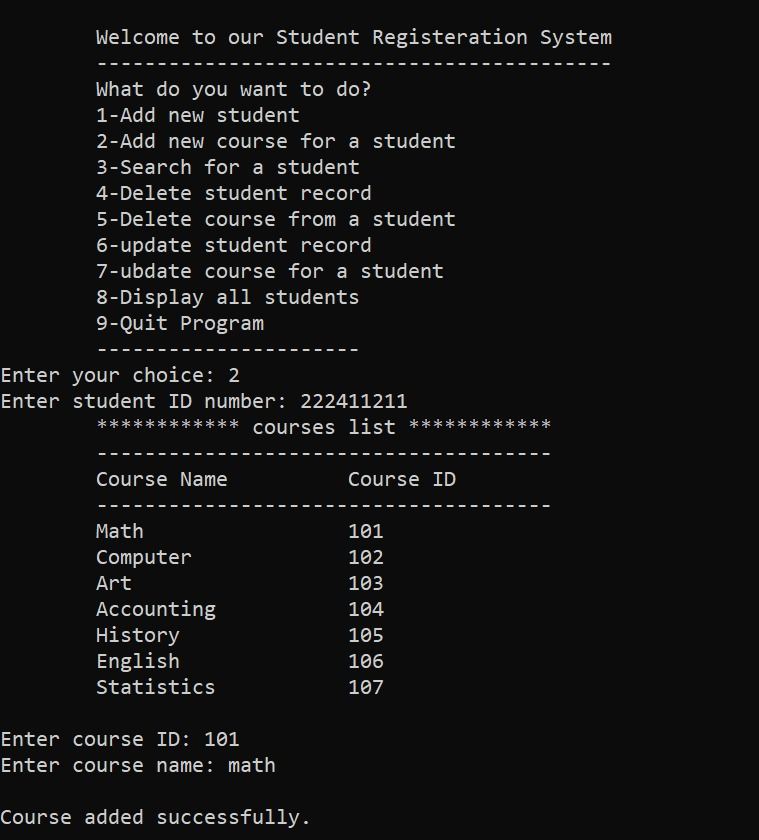 Welcome to our Student Registeration System
-------------------------------------------
What do you want to do?
1-Add new student
2-Add new course for a student
3-Search for a student
4-Delete student record
5-Delete course from a student
6-update student record
7-ubdate course for a student
8-Display all students
9-Quit Program
----------------------
Enter your choice: 2
Enter student ID number: 222411211
************ courses list ************
--------------------------------------
Course Name          Course ID
--------------------------------------
Math                 101
Computer             102
Art                  103
Accounting           104
History              105
English              106
Statistics           107
Enter course ID: 101
Enter course name: math
Course added successfully.